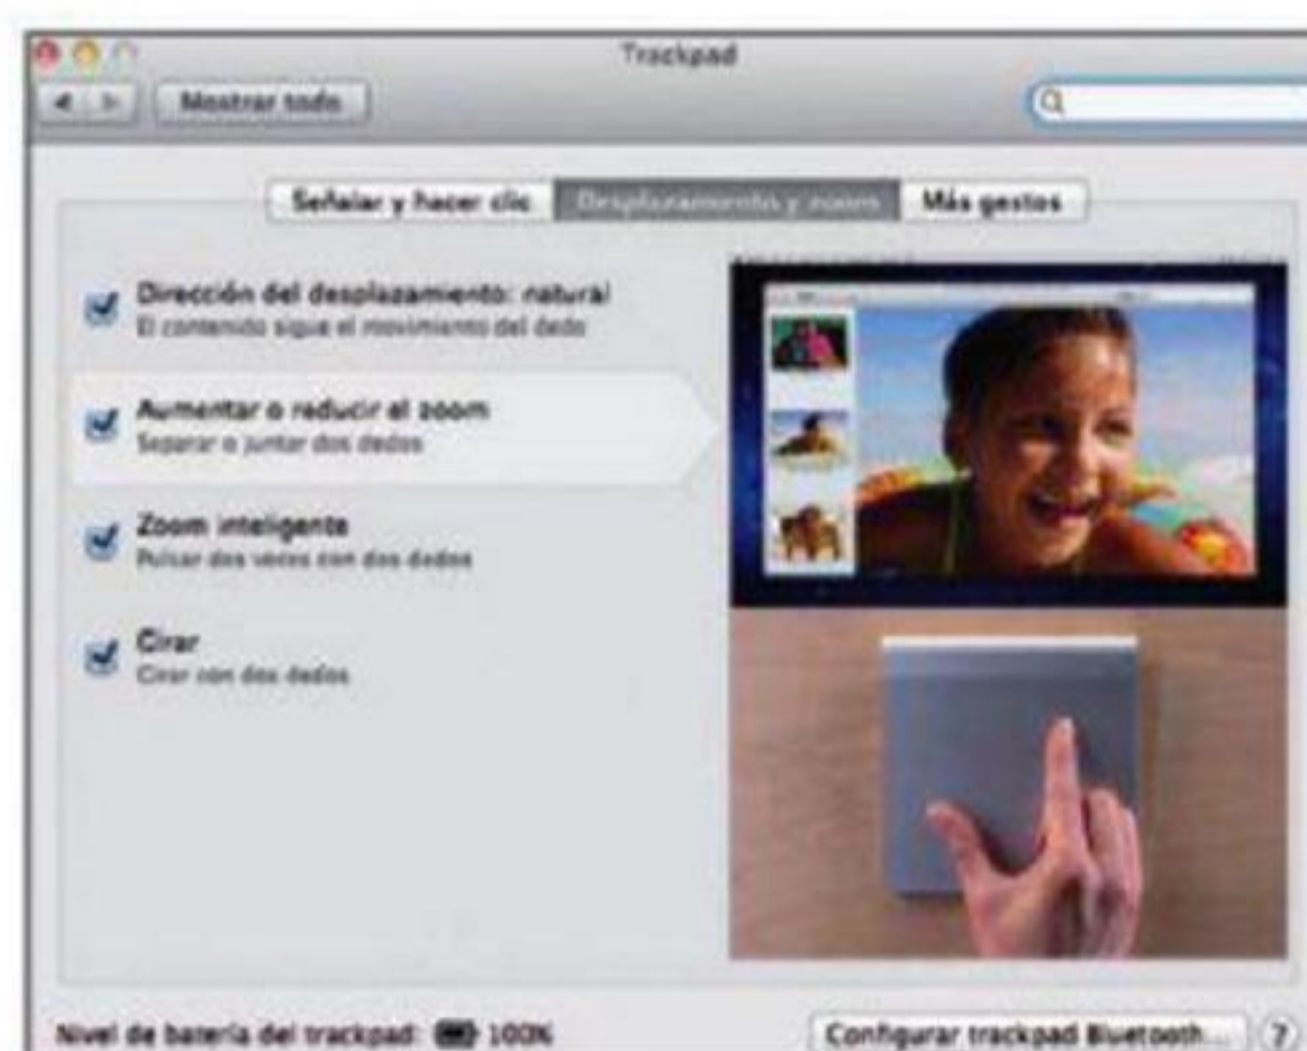 Trackpad
Mostrar todo
Señalar y hacer clic
Desplazamiento y zoom
Más gestos
Dirección del desplazamiento: natural
El contenido sigue el movimiento del dedo
Aumentar o reducir el zoom
Separar o juntar dos dedos
Zoom inteligente
Pulsar dos veces con dos dedos
Girar
Girar con dos dedos
Nivel de batería del trackpad: 100%
Configurar trackpad Bluetooth... ?